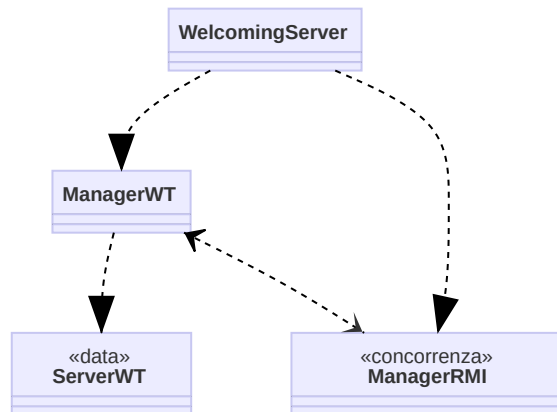 WelcomingServer
ManagerWT
«data»
ServerWT
«concorrenza»
ManagerRMI